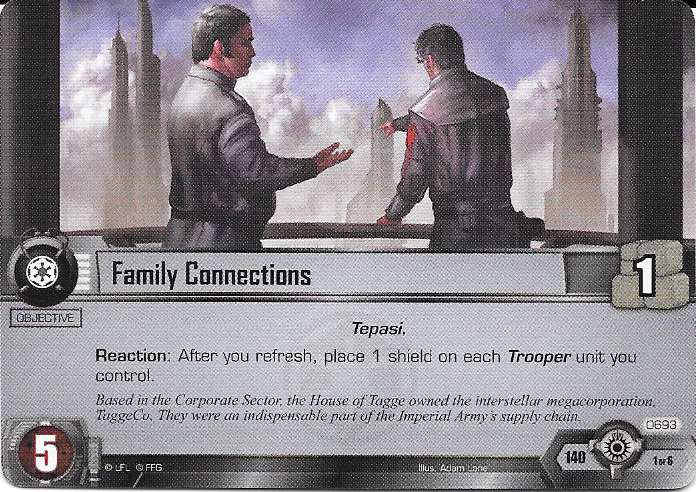 Family Connections
1
OBJECTIVE
Tepasi.
Reaction: After you refresh, place 1 shield on each Trooper unit you
control.
Based in the Corporate Sector, the House of Tagge owned the interstellar megacorporation,
TaggeCo. They were an indispensable part of the Imperial Army's supply chain.
5
© LFL © FFG
Illus. Adam Lane
0693
140
1 of 6